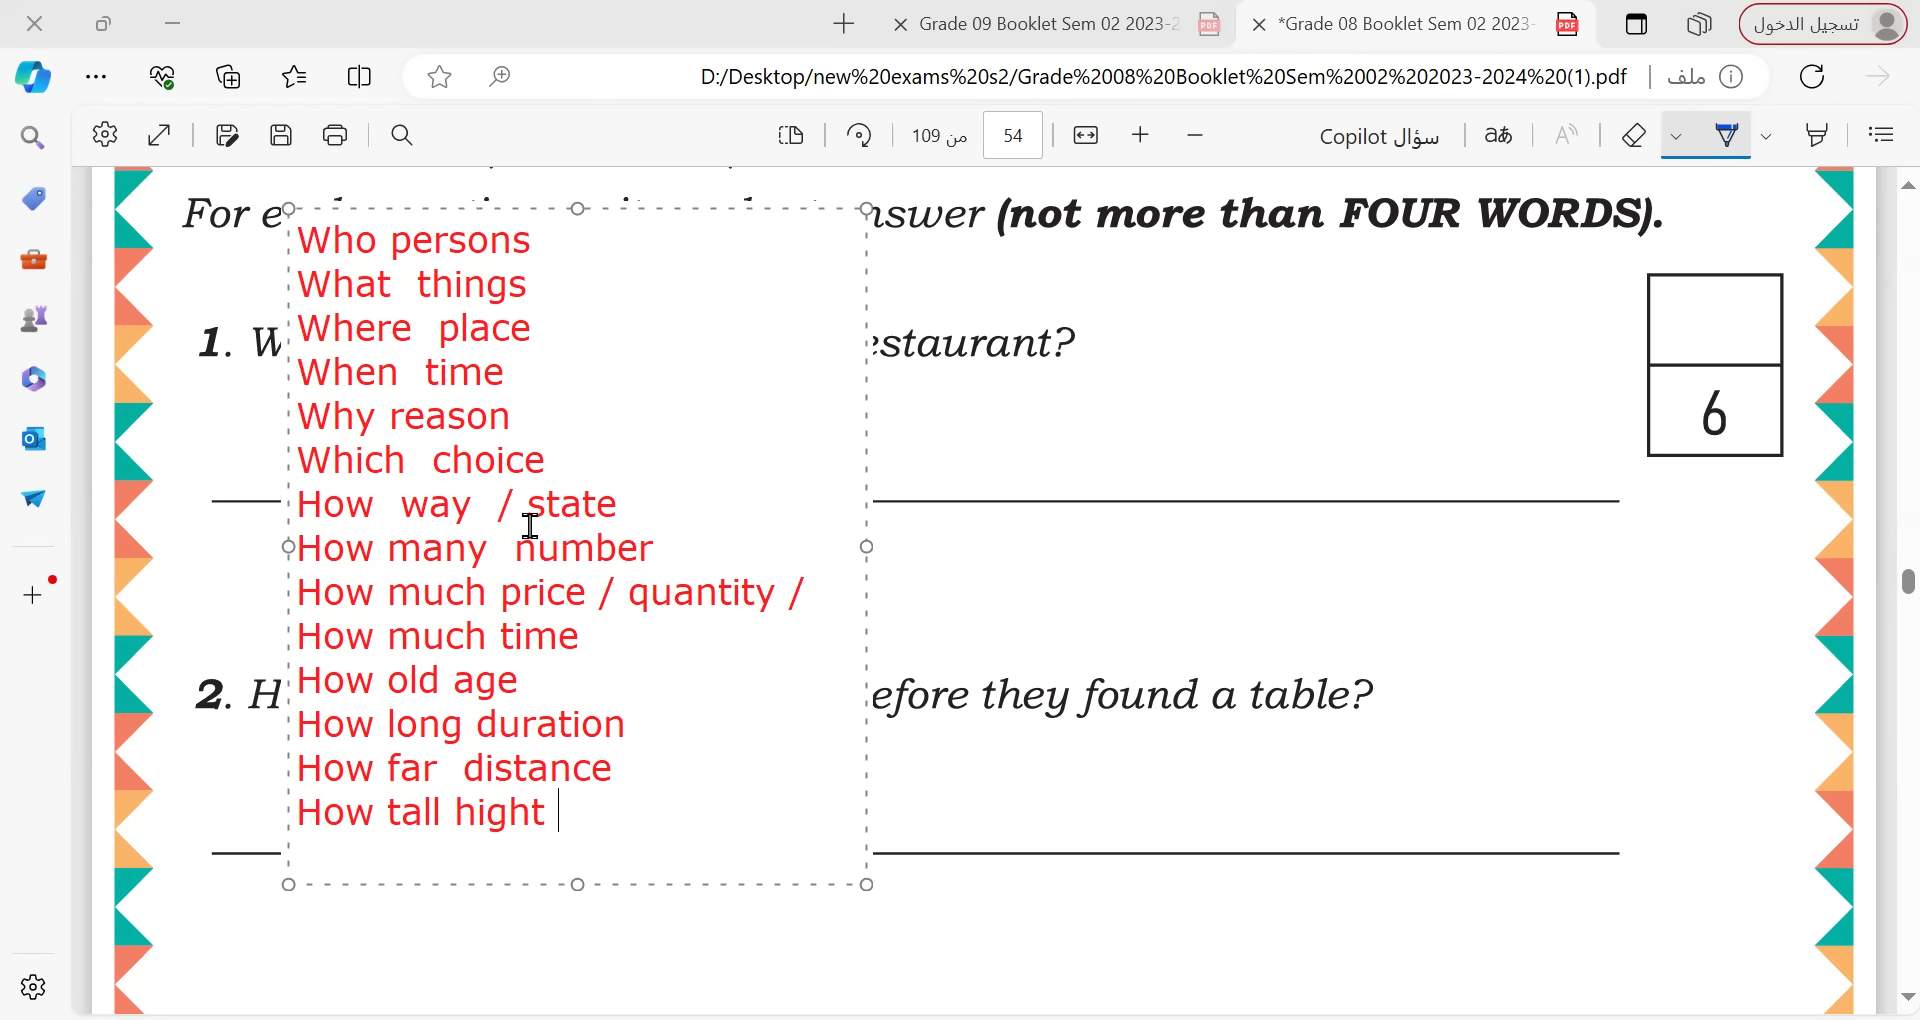 Grade 09 Booklet Sem 02 2023-2
*Grade 08 Booklet Sem 02 2023-
تسجيل الدخول
D:/Desktop/new%20exams%20s2/Grade%2008%20Booklet%20Sem%2002%202023-2024%20(1).pdf
ملف
من 109
54
سؤال Copilot
aあ
For e
nswer (not more than FOUR WORDS).
Who persons
What things
Where place
When time
Why reason
Which choice
How way / state
How many number
How much price / quantity /
How much time
How old age
How long duration
How far distance
How tall hight
1. W
estaurant?
6
2. H
efore they found a table?